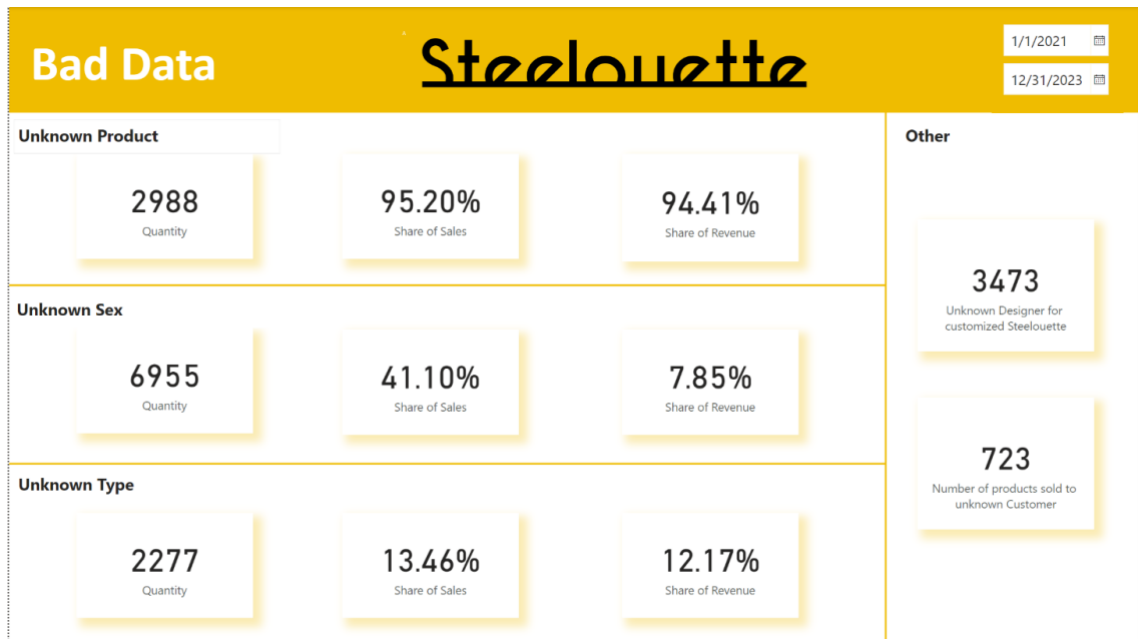 Bad Data
Steelouette
1/1/2021
12/31/2023
Unknown Product
2988
Quantity
95.20%
Share of Sales
94.41%
Share of Revenue
Unknown Sex
6955
Quantity
41.10%
Share of Sales
7.85%
Share of Revenue
Unknown Type
2277
Quantity
13.46%
Share of Sales
12.17%
Share of Revenue
Other
3473
Unknown Designer for
customized Steelouette
723
Number of products sold to
unknown Customer